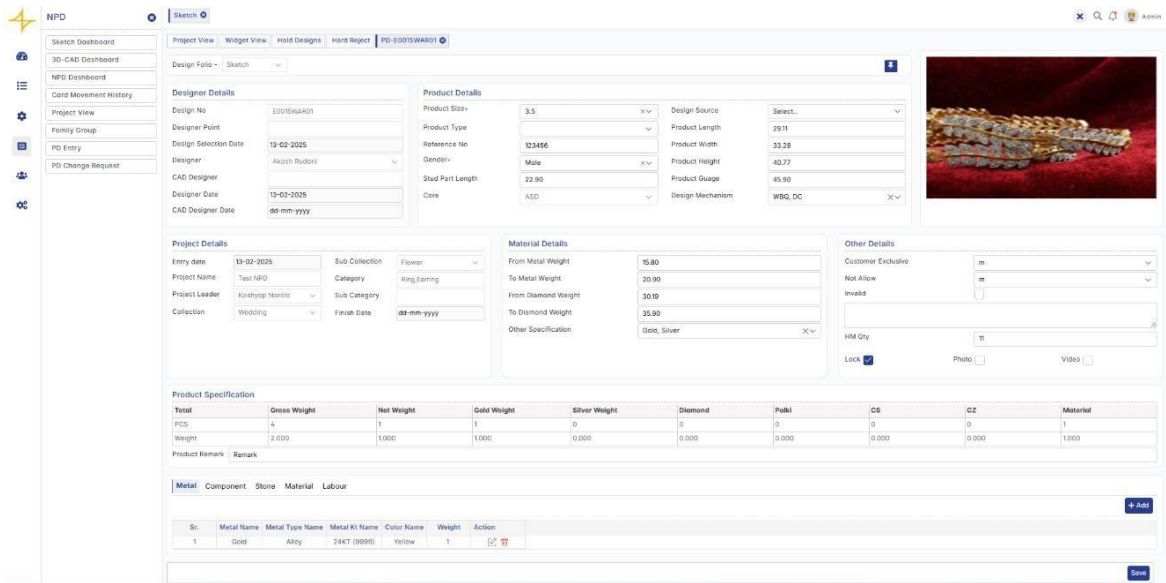 NPD
Sketch
Admin
Sketch Dashboard
3D-CAD Dashboard
NPD Dashboard
Card Movement History
Project View
Family Group
PD Entry
PD Change Request
Project View Widget View Hold Designs Hard Reject PD-E0015WAR01
Design Folio - Sketch
Designer Details
Design No E0015WAR01
Designer Point
Design Selection Date 13-02-2025
Designer Akash Rudani
CAD Designer
Designer Date 13-02-2025
CAD Designer Date dd-mm-yyyy
Product Details
Product Size* 3.5 Design Source Select..
Product Type Product Length 29.11
Reference No 123456 Product Width 33.28
Gender* Male Product Height 40.77
Stud Part Length 22.90 Product Guage 45.90
Core ASD Design Mechanism WBQ, DC
Project Details
Entry date 13-02-2025 Sub Collection Flower
Project Name Test NPD Category Ring,Earring
Project Leader Sub Category
Collection Wedding Finish Date dd-mm-yyyy
Material Details
From Metal Weight 15.80
To Metal Weight 20.90
From Diamond Weight 30.19
To Diamond Weight 35.90
Other Specification Gold, Silver
Other Details
Customer Exclusive m
Not Allow m
Invalid
HM Qty 11
Lock Photo Video
Product Specification
Total Gross Weight Net Weight Gold Weight Silver Weight Diamond Polki CS CZ Material
PCS 4 1 1 0 0 0 0 0 1
Weight 2.000 1.000 1.000 0.000 0.000 0.000 0.000 0.000 1.000
Product Remark Remark
Metal Component Stone Material Labour
+ Add
Sr. Metal Name Metal Type Name Metal Kt Name Color Name Weight Action
1 Gold Alloy 24KT (9999) Yellow 1
Save